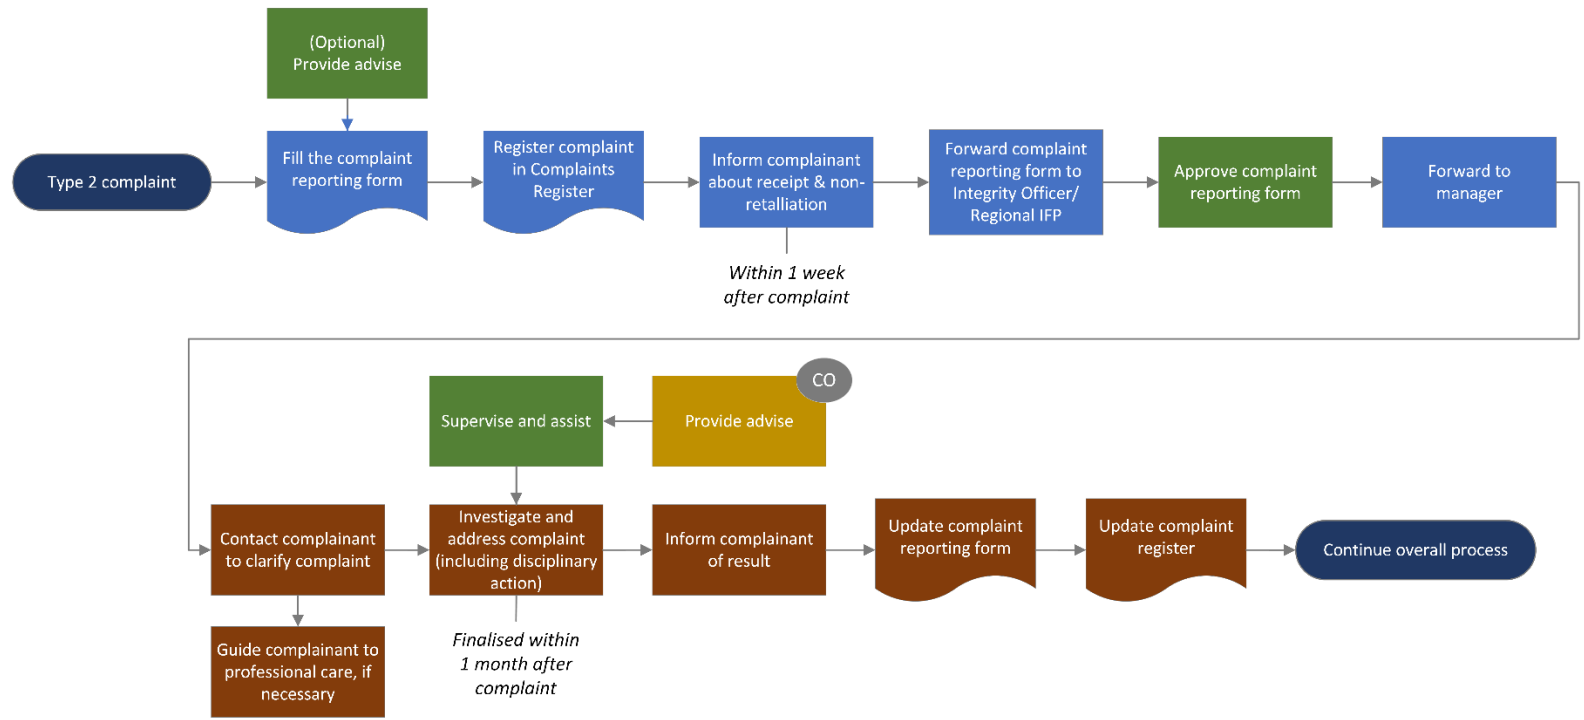 (Optional)
Provide advise
Type 2 complaint
Fill the complaint
reporting form
Register complaint
in Complaints
Register
Inform complainant
about receipt & non-
retalliation
Forward complaint
reporting form to
Integrity Officer/
Regional IFP
Approve complaint
reporting form
Forward to
manager
Within 1 week
after complaint
Supervise and assist
Provide advise
CO
Contact complainant
to clarify complaint
Investigate and
address complaint
(including disciplinary
action)
Inform complainant
of result
Update complaint
reporting form
Update complaint
register
Continue overall process
Guide complainant to
professional care, if
necessary
Finalised within
1 month after
complaint